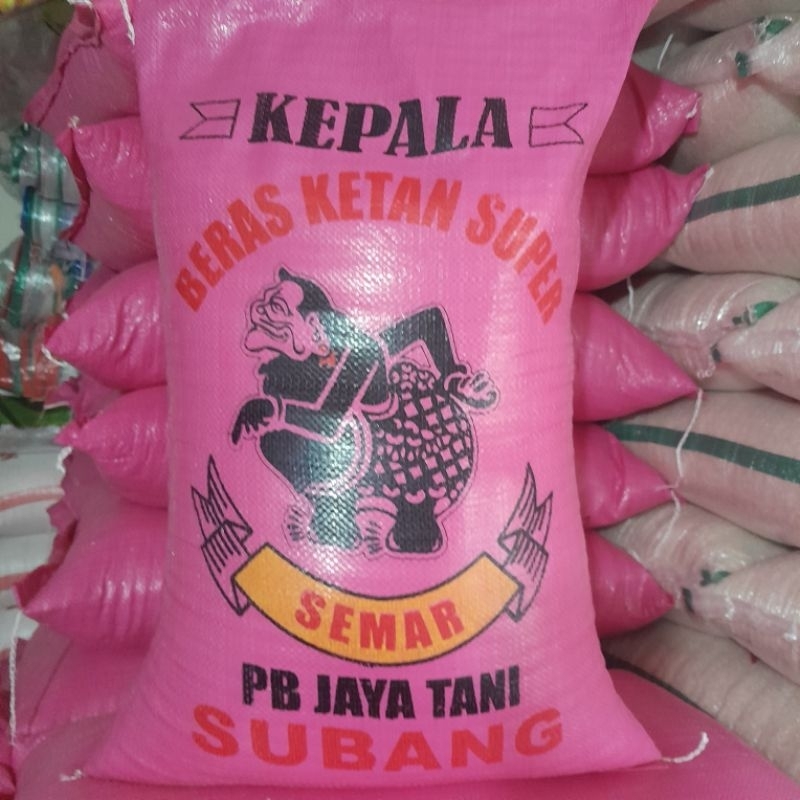 KEPALA
BERAS KETAN SUPER
SEMAR
PB JAYA TANI
SUBANG